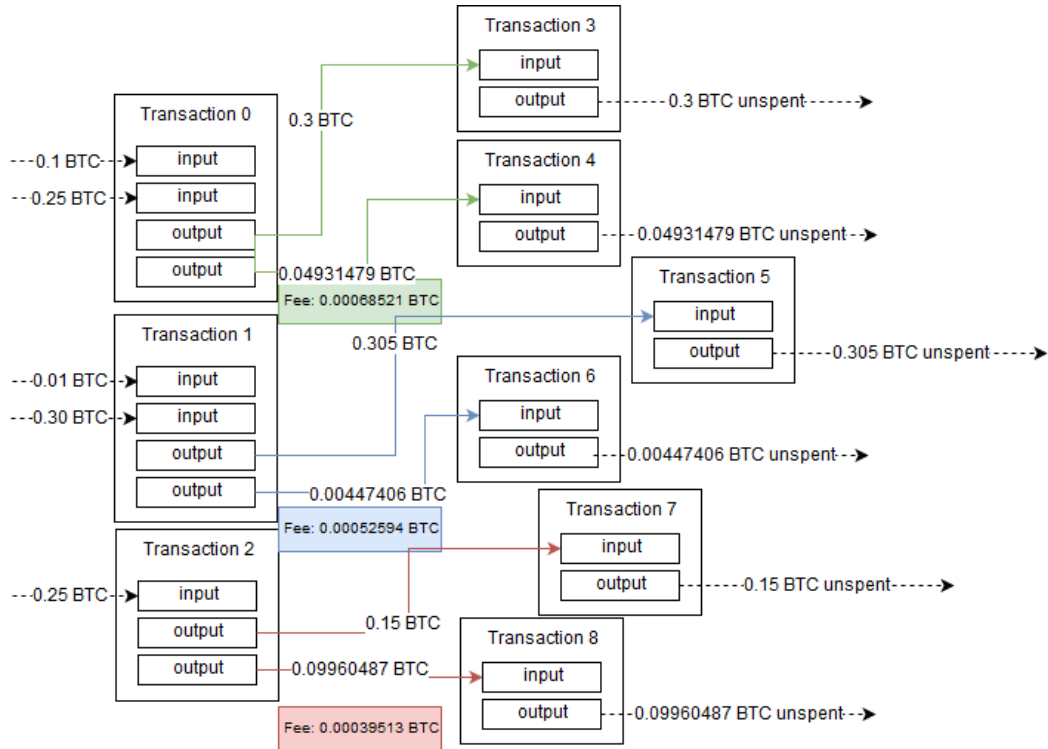 Transaction 3
input
output
0.3 BTC unspent
Transaction 0
0.3 BTC
0.1 BTC
input
0.25 BTC
input
output
output
Transaction 4
input
output
0.04931479 BTC unspent
0.04931479 BTC
Fee: 0.00068521 BTC
Transaction 5
input
output
0.305 BTC unspent
Transaction 1
0.305 BTC
0.01 BTC
input
0.30 BTC
input
output
output
Transaction 6
input
output
0.00447406 BTC unspent
0.00447406 BTC
Fee: 0.00052594 BTC
Transaction 7
input
output
0.15 BTC unspent
Transaction 2
0.25 BTC
input
output
output
0.15 BTC
0.09960487 BTC
Transaction 8
input
output
0.09960487 BTC unspent
Fee: 0.00039513 BTC